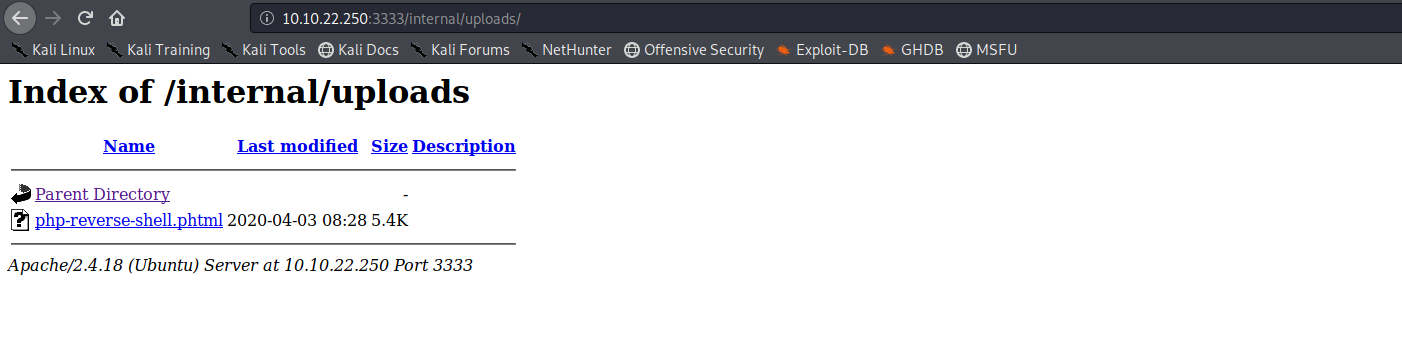 10.10.22.250:3333/internal/uploads/
Kali Linux Kali Training Kali Tools Kali Docs Kali Forums NetHunter Offensive Security Exploit-DB GHDB MSFU
Index of /internal/uploads
Name Last modified Size Description
Parent Directory -
php-reverse-shell.phtml 2020-04-03 08:28 5.4K
Apache/2.4.18 (Ubuntu) Server at 10.10.22.250 Port 3333